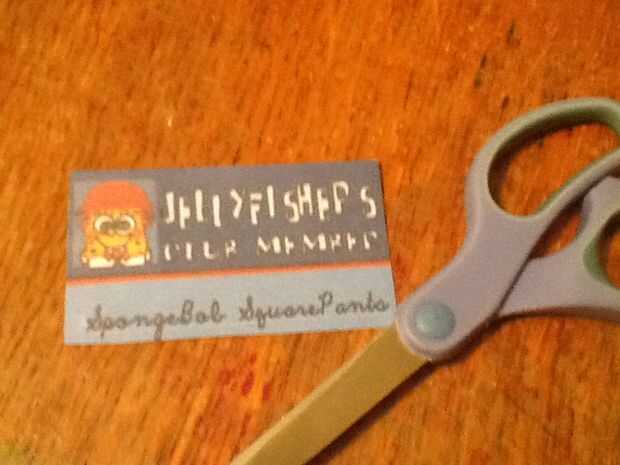 JELLYFISHERS
CLUB MEMBER
SpongeBob SquarePants